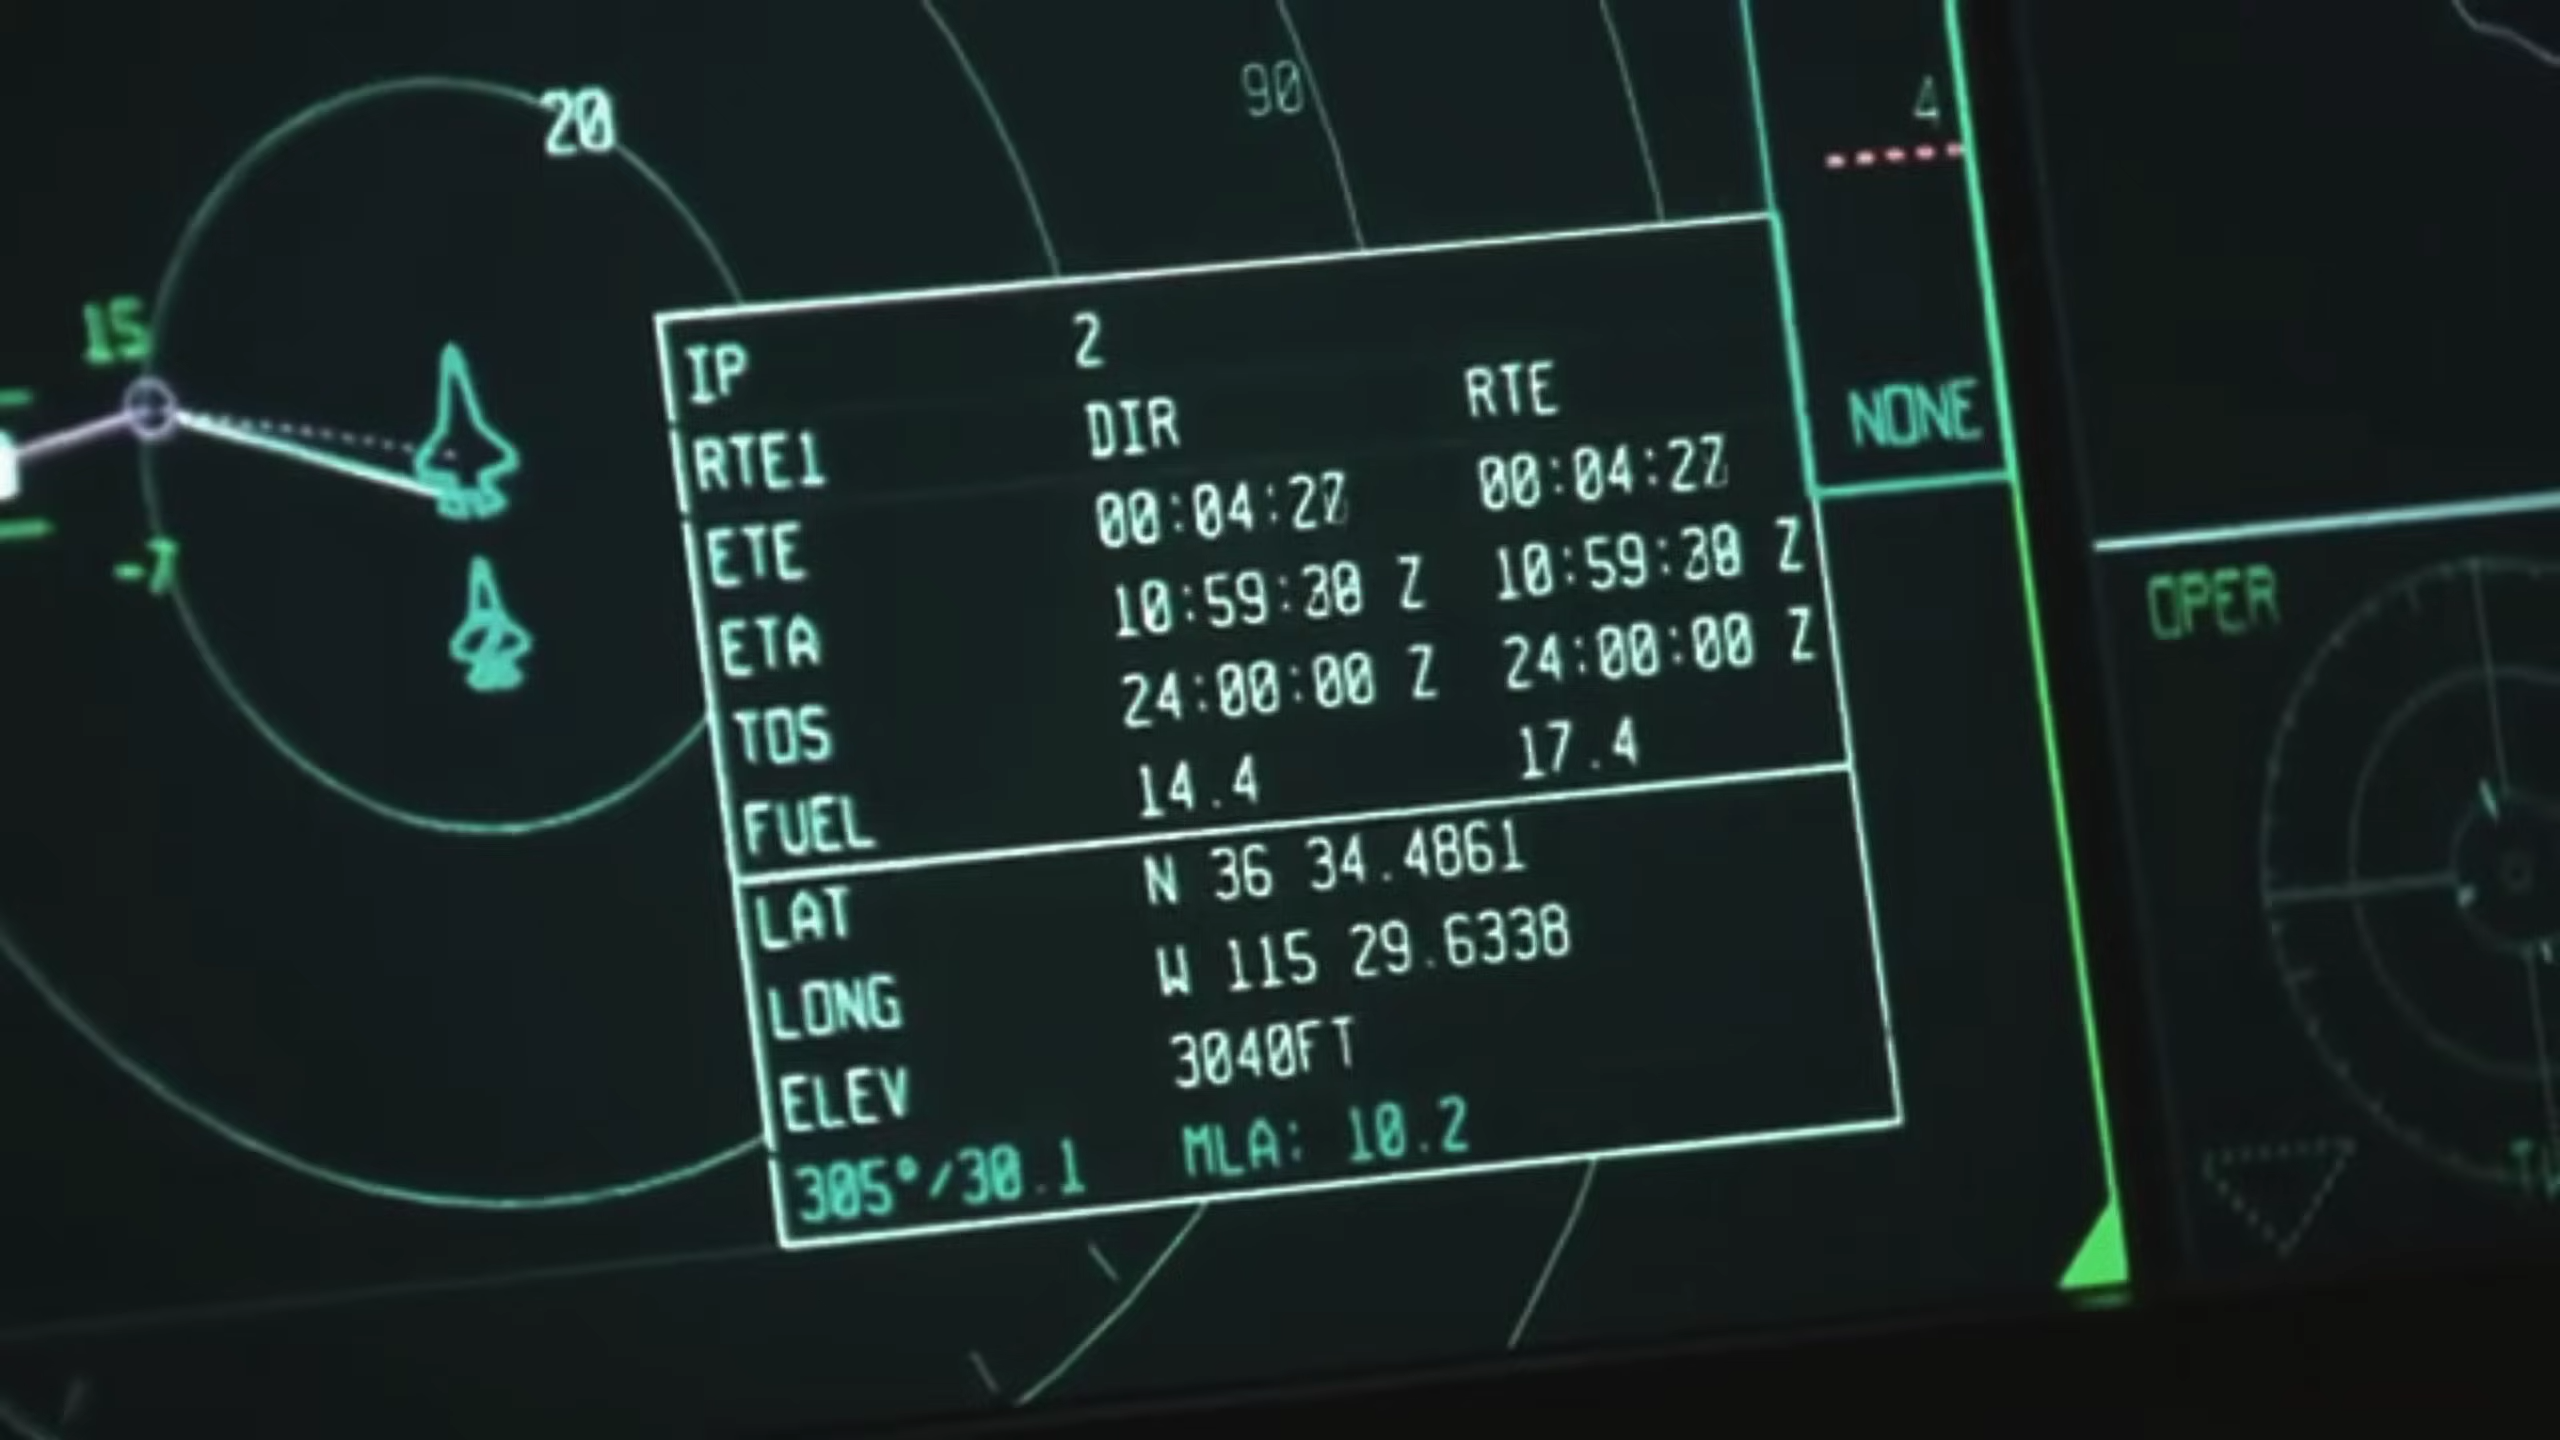 20
90
4
15
-7
NONE
OPER
IP 2
RTE1 DIR RTE
ETE 00:04:27 00:04:27
ETA 10:59:38 Z 10:59:38 Z
TOS 24:00:00 Z 24:00:00 Z
FUEL 14.4 17.4
LAT N 36 34.4861
LONG W 115 29.6338
ELEV 3040FT
305°/30.1 MLA: 10.2